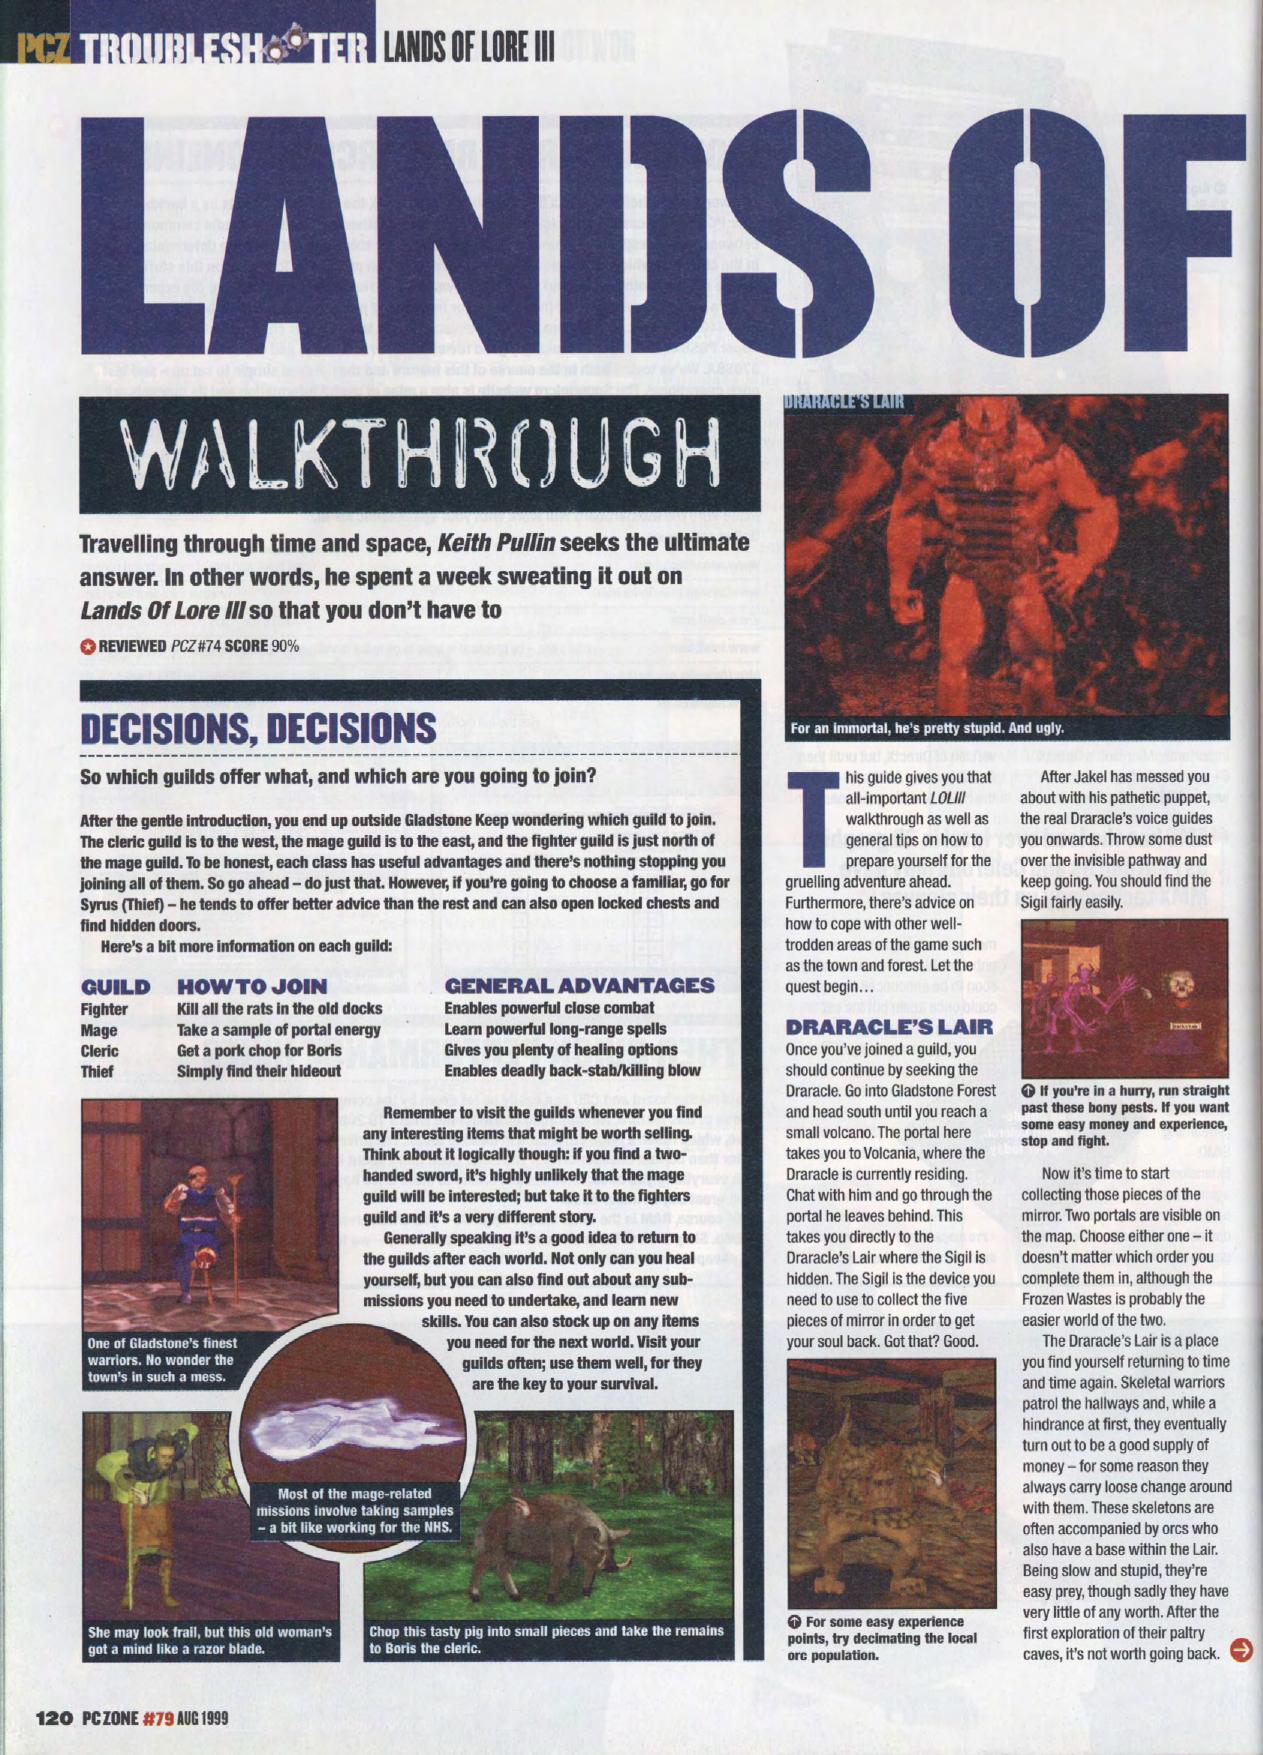 PCZ TROUBLESHOOTER LANDS OF LORE III
LANDS OF
WALKTHROUGH
Travelling through time and space, Keith Pullin seeks the ultimate
answer. In other words, he spent a week sweating it out on
Lands Of Lore III so that you don't have to
REVIEWED PCZ #74 SCORE 90%
DECISIONS, DECISIONS
So which guilds offer what, and which are you going to join?
After the gentle introduction, you end up outside Gladstone Keep wondering which guild to join.
The cleric guild is to the west, the mage guild is to the east, and the fighter guild is just north of
the mage guild. To be honest, each class has useful advantages and there's nothing stopping you
joining all of them. So go ahead – do just that. However, if you're going to choose a familiar, go for
Syrus (Thief) – he tends to offer better advice than the rest and can also open locked chests and
find hidden doors.
Here's a bit more information on each guild:
GUILD HOW TO JOIN GENERAL ADVANTAGES
Fighter Kill all the rats in the old docks Enables powerful close combat
Mage Take a sample of portal energy Learn powerful long-range spells
Cleric Get a pork chop for Boris Gives you plenty of healing options
Thief Simply find their hideout Enables deadly back-stab/killing blow
Remember to visit the guilds whenever you find
any interesting items that might be worth selling.
Think about it logically though: if you find a two-
handed sword, it's highly unlikely that the mage
guild will be interested; but take it to the fighters
guild and it's a very different story.
Generally speaking it's a good idea to return to
the guilds after each world. Not only can you heal
yourself, but you can also find out about any sub-
missions you need to undertake, and learn new
skills. You can also stock up on any items
you need for the next world. Visit your
guilds often; use them well, for they
are the key to your survival.
One of Gladstone's finest
warriors. No wonder the
town's in such a mess.
Most of the mage-related
missions involve taking samples
– a bit like working for the NHS.
She may look frail, but this old woman's
got a mind like a razor blade.
Chop this tasty pig into small pieces and take the remains
to Boris the cleric.
DRARACLE'S LAIR
For an immortal, he's pretty stupid. And ugly.
This guide gives you that
all-important LOLIII
walkthrough as well as
general tips on how to
prepare yourself for the
gruelling adventure ahead.
Furthermore, there's advice on
how to cope with other well-
trodden areas of the game such
as the town and forest. Let the
quest begin…
DRARACLE'S LAIR
Once you've joined a guild, you
should continue by seeking the
Draracle. Go into Gladstone Forest
and head south until you reach a
small volcano. The portal here
takes you to Volcania, where the
Draracle is currently residing.
Chat with him and go through the
portal he leaves behind. This
takes you directly to the
Draracle's Lair where the Sigil is
hidden. The Sigil is the device you
need to use to collect the five
pieces of mirror in order to get
your soul back. Got that? Good.
For some easy experience
points, try decimating the local
orc population.
After Jakel has messed you
about with his pathetic puppet,
the real Draracle's voice guides
you onwards. Throw some dust
over the invisible pathway and
keep going. You should find the
Sigil fairly easily.
If you're in a hurry, run straight
past these bony pests. If you want
some easy money and experience,
stop and fight.
Now it's time to start
collecting those pieces of the
mirror. Two portals are visible on
the map. Choose either one – it
doesn't matter which order you
complete them in, although the
Frozen Wastes is probably the
easier world of the two.
The Draracle's Lair is a place
you find yourself returning to time
and time again. Skeletal warriors
patrol the hallways and, while a
hindrance at first, they eventually
turn out to be a good supply of
money – for some reason they
always carry loose change around
with them. These skeletons are
often accompanied by orcs who
also have a base within the Lair.
Being slow and stupid, they're
easy prey, though sadly they have
very little of any worth. After the
first exploration of their paltry
caves, it's not worth going back.
120 PC ZONE #79 AUG 1999